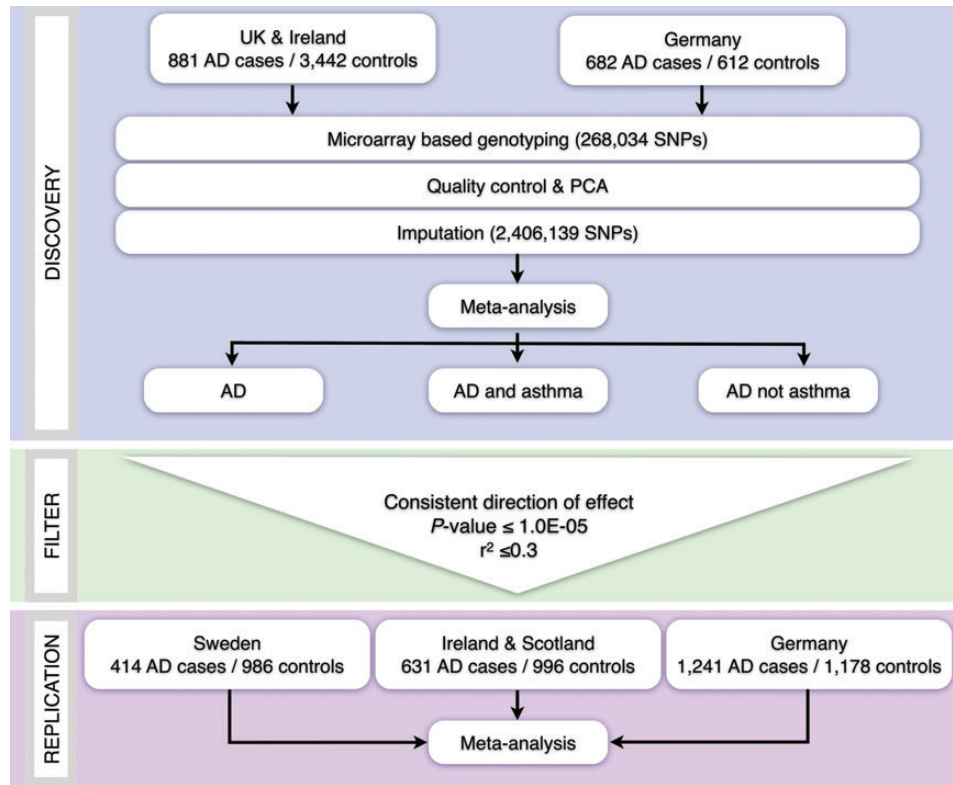 DISCOVERY
UK & Ireland
881 AD cases / 3,442 controls
Germany
682 AD cases / 612 controls
Microarray based genotyping (268,034 SNPs)
Quality control & PCA
Imputation (2,406,139 SNPs)
Meta-analysis
AD
AD and asthma
AD not asthma
FILTER
Consistent direction of effect
P-value ≤ 1.0E-05
r² ≤0.3
REPLICATION
Sweden
414 AD cases / 986 controls
Ireland & Scotland
631 AD cases / 996 controls
Germany
1,241 AD cases / 1,178 controls
Meta-analysis